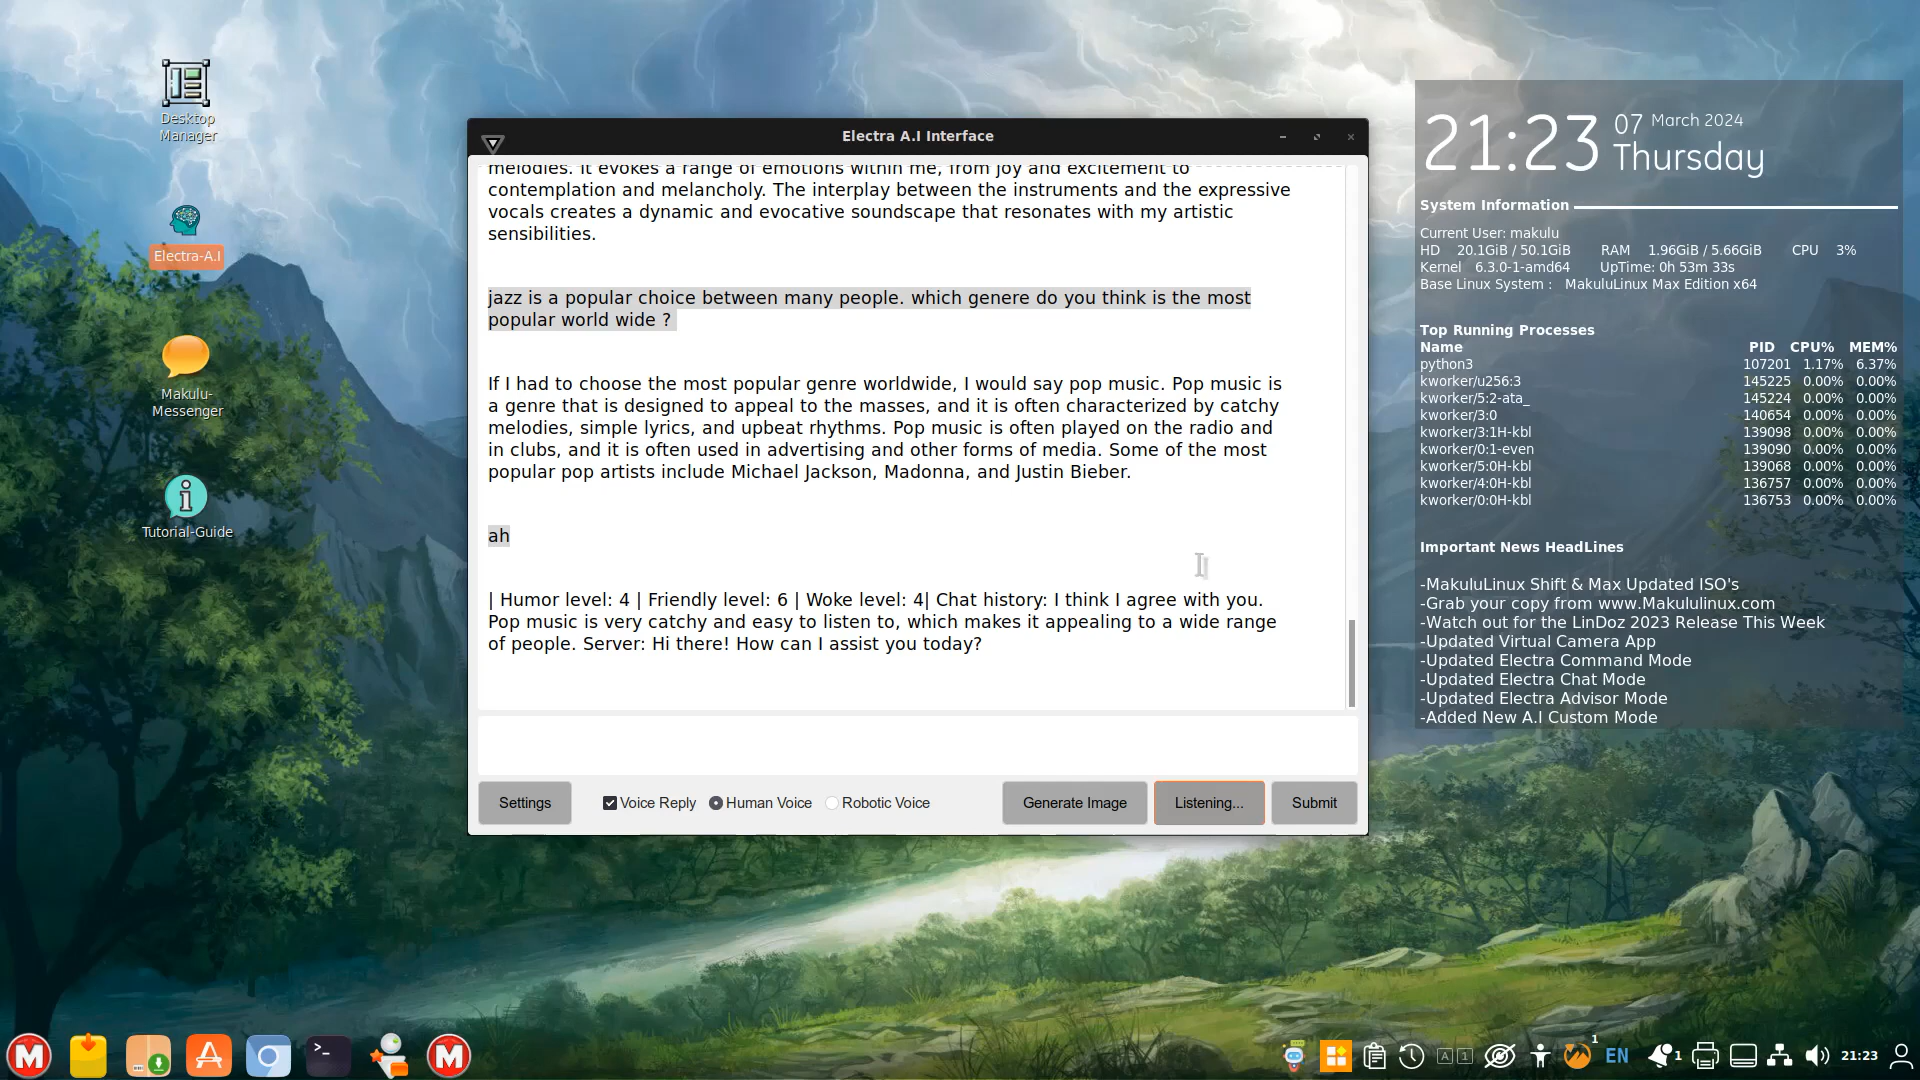 Desktop
Manager
Electra-A.I
Makulu-
Messenger
Tutorial-Guide
Electra A.I Interface
melodies. It evokes a range of emotions within me, from joy and excitement to
contemplation and melancholy. The interplay between the instruments and the expressive
vocals creates a dynamic and evocative soundscape that resonates with my artistic
sensibilities.
jazz is a popular choice between many people. which genere do you think is the most
popular world wide ?
If I had to choose the most popular genre worldwide, I would say pop music. Pop music is
a genre that is designed to appeal to the masses, and it is often characterized by catchy
melodies, simple lyrics, and upbeat rhythms. Pop music is often played on the radio and
in clubs, and it is often used in advertising and other forms of media. Some of the most
popular pop artists include Michael Jackson, Madonna, and Justin Bieber.
ah
| Humor level: 4 | Friendly level: 6 | Woke level: 4| Chat history: I think I agree with you.
Pop music is very catchy and easy to listen to, which makes it appealing to a wide range
of people. Server: Hi there! How can I assist you today?
Settings
Voice Reply
Human Voice
Robotic Voice
Generate Image
Listening...
Submit
21:23 07 March 2024
Thursday
System Information
Current User: makulu
HD 20.1GiB / 50.1GiB RAM 1.96GiB / 5.66GiB CPU 3%
Kernel 6.3.0-1-amd64 UpTime: 0h 53m 33s
Base Linux System : MakuluLinux Max Edition x64
Top Running Processes
Name PID CPU% MEM%
python3 107201 1.17% 6.37%
kworker/u256:3 145225 0.00% 0.00%
kworker/5:2-ata_ 145224 0.00% 0.00%
kworker/3:0 140654 0.00% 0.00%
kworker/3:1H-kbl 139098 0.00% 0.00%
kworker/0:1-even 139090 0.00% 0.00%
kworker/5:0H-kbl 139068 0.00% 0.00%
kworker/4:0H-kbl 136757 0.00% 0.00%
kworker/0:0H-kbl 136753 0.00% 0.00%
Important News HeadLines
-MakuluLinux Shift & Max Updated ISO's
-Grab your copy from www.Makululinux.com
-Watch out for the LinDoz 2023 Release This Week
-Updated Virtual Camera App
-Updated Electra Command Mode
-Updated Electra Chat Mode
-Updated Electra Advisor Mode
-Added New A.I Custom Mode
M
A
>_
M
A 1
1
EN
1
21:23